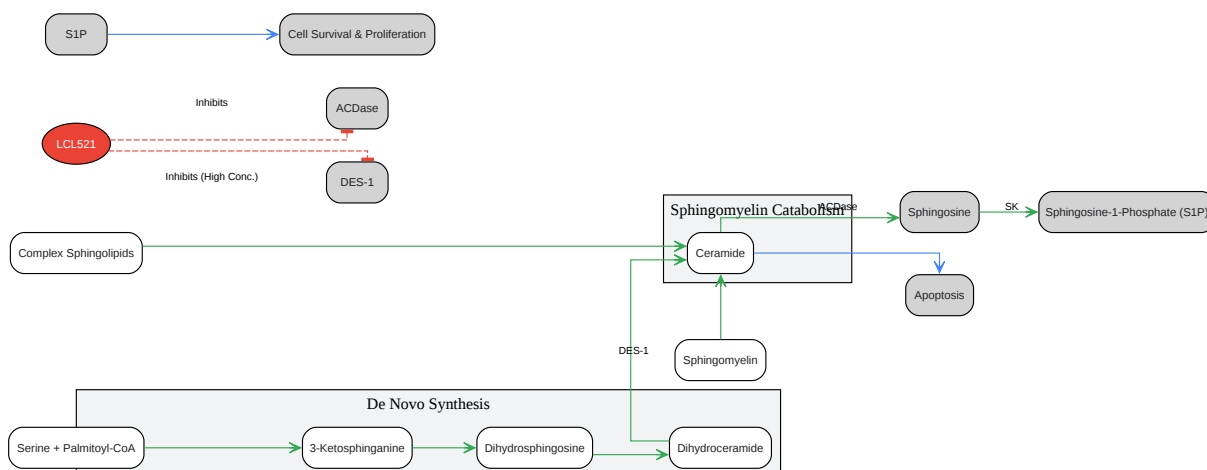 S1P
Cell Survival & Proliferation
Inhibits
ACDase
LCL521
Inhibits (High Conc.)
DES-1
Sphingomyelin Catabolism
ACDase
Sphingosine
SK
Sphingosine-1-Phosphate (S1P)
Complex Sphingolipids
Ceramide
Apoptosis
DES-1
Sphingomyelin
De Novo Synthesis
Serine + Palmitoyl-CoA
3-Ketosphinganine
Dihydrosphingosine
Dihydroceramide